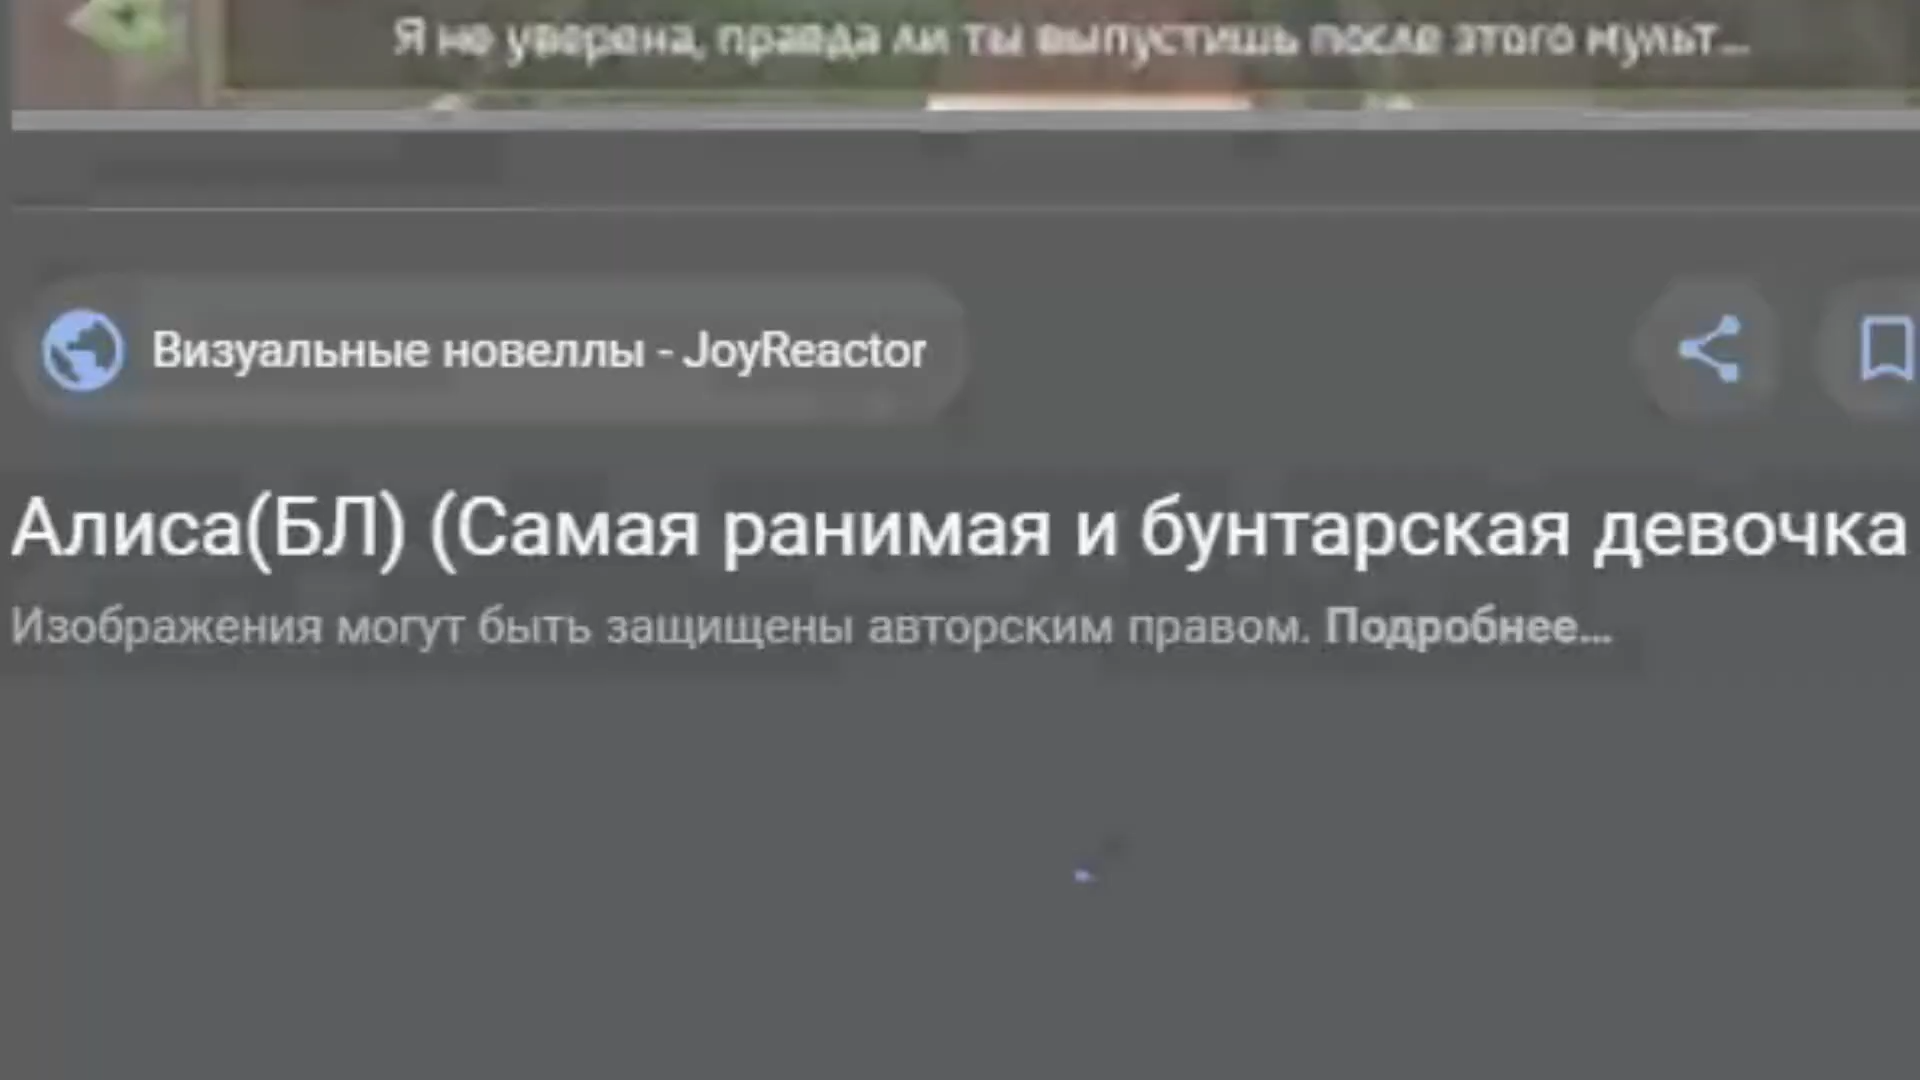 Я не уверена, правда ли ты выпустишь после этого мульт...
Визуальные новеллы - JoyReactor
Алиса(БЛ) (Самая ранимая и бунтарская девочка
Изображения могут быть защищены авторским правом. Подробнее...